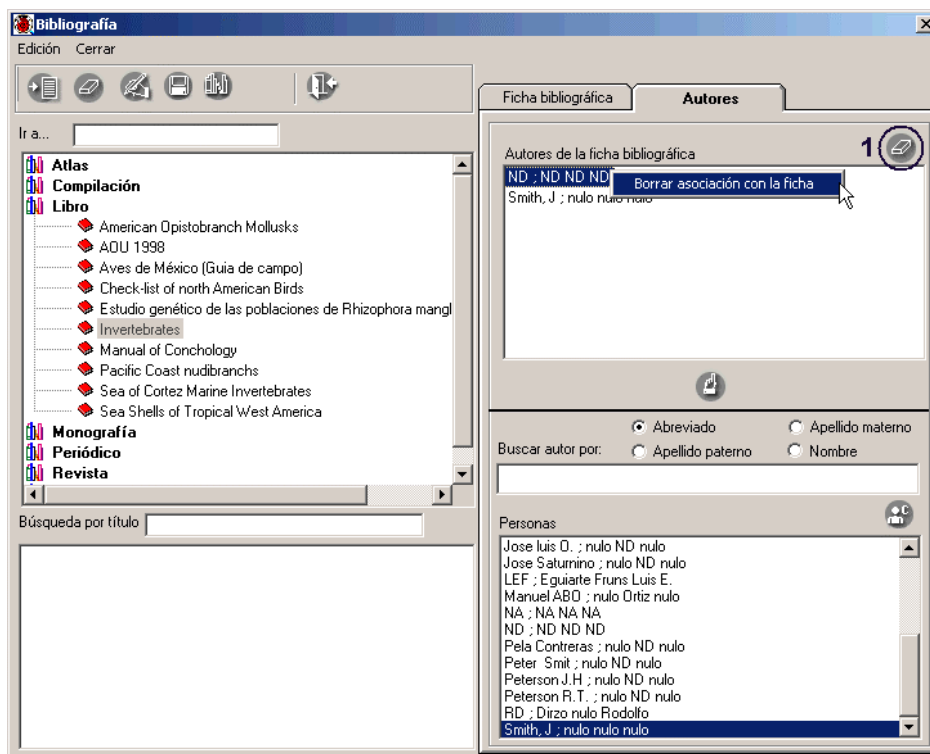 Bibliografía
Edición Cerrar
Ir a...
Atlas
Compilación
Libro
American Opistobranch Mollusks
AOU 1998
Aves de México (Guia de campo)
Check-list of north American Birds
Estudio genético de las poblaciones de Rhizophora mangl
Invertebrates
Manual of Conchology
Pacific Coast nudibranchs
Sea of Cortez Marine Invertebrates
Sea Shells of Tropical West America
Monografía
Periódico
Revista
Búsqueda por título
Ficha bibliográfica Autores
1
Autores de la ficha bibliográfica
ND ; ND ND ND
Borrar asociación con la ficha
Smith, J ; nulo nulo nulo
Abreviado Apellido materno
Buscar autor por: Apellido paterno Nombre
Personas
Jose luis O. ; nulo ND nulo
Jose Saturnino ; nulo ND nulo
LEF ; Eguiarte Fruns Luis E.
Manuel ABO ; nulo Ortiz nulo
NA ; NA NA NA
ND ; ND ND ND
Pela Contreras ; nulo ND nulo
Peter Smit ; nulo ND nulo
Peterson J.H ; nulo ND nulo
Peterson R.T. ; nulo ND nulo
RD ; Dirzo nulo Rodolfo
Smith, J ; nulo nulo nulo